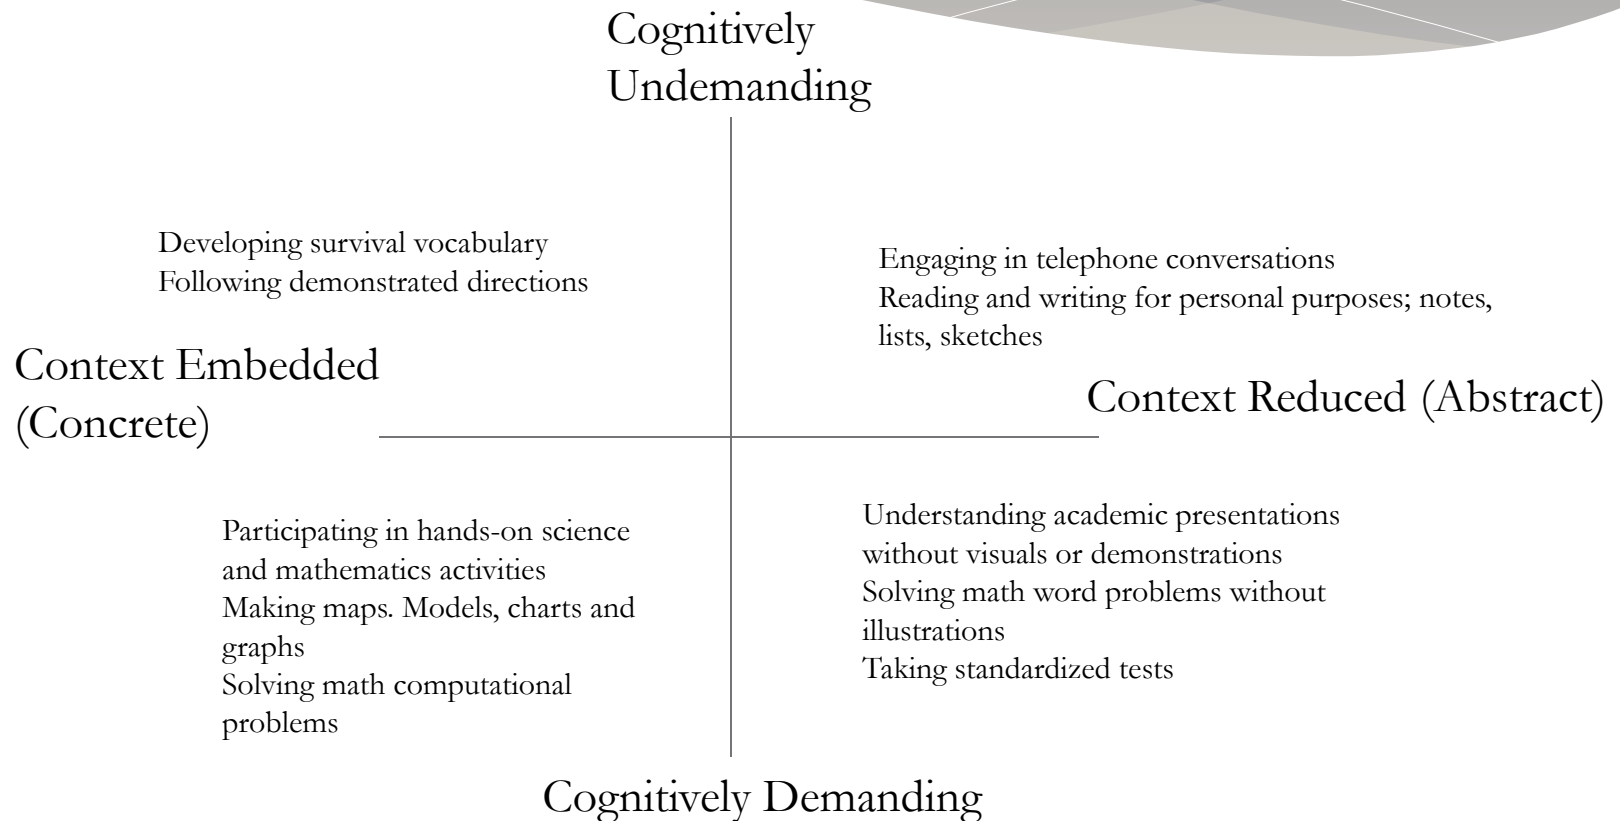 Cognitively
Undemanding
Developing survival vocabulary
Following demonstrated directions
Engaging in telephone conversations
Reading and writing for personal purposes; notes,
lists, sketches
Context Embedded
(Concrete)
Context Reduced (Abstract)
Participating in hands-on science
and mathematics activities
Making maps. Models, charts and
graphs
Solving math computational
problems
Understanding academic presentations
without visuals or demonstrations
Solving math word problems without
illustrations
Taking standardized tests
Cognitively Demanding